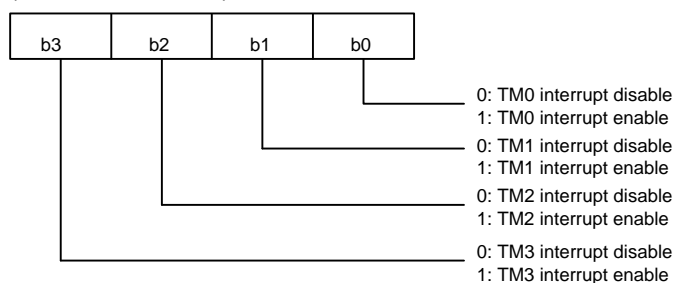 b3 b2 b1 b0
0: TM0 interrupt disable
1: TM0 interrupt enable
0: TM1 interrupt disable
1: TM1 interrupt enable
0: TM2 interrupt disable
1: TM2 interrupt enable
0: TM3 interrupt disable
1: TM3 interrupt enable